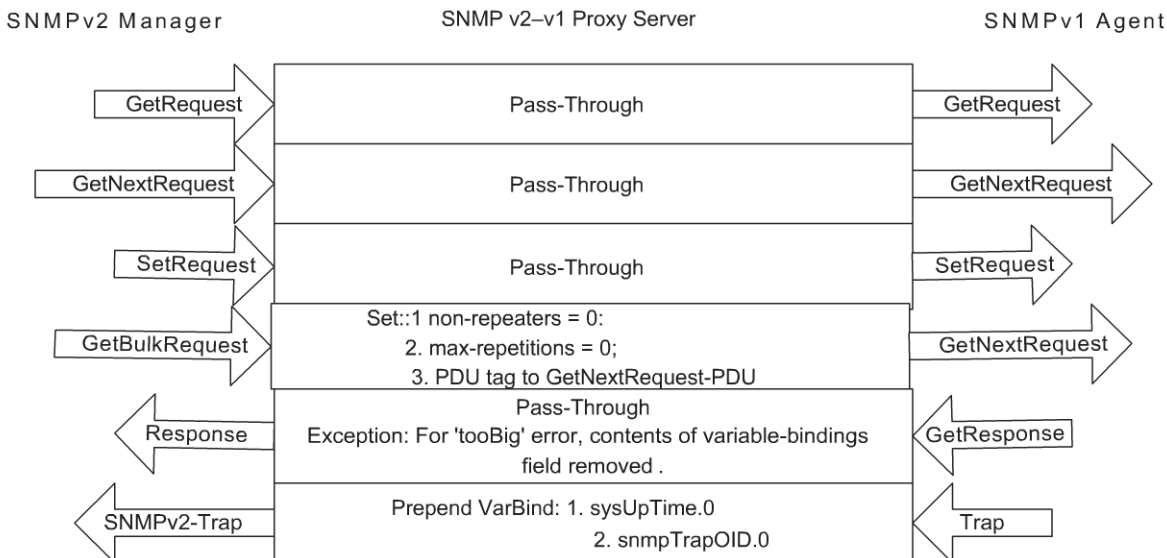 SNMPv2 Manager
SNMP v2–v1 Proxy Server
SNMPv1 Agent
GetRequest
Pass-Through
GetRequest
GetNextRequest
Pass-Through
GetNextRequest
SetRequest
Pass-Through
SetRequest
GetBulkRequest
Set::1 non-repeaters = 0:
2. max-repetitions = 0;
3. PDU tag to GetNextRequest-PDU
GetNextRequest
Response
Pass-Through
Exception: For 'tooBig' error, contents of variable-bindings
field removed .
GetResponse
SNMPv2-Trap
Prepend VarBind: 1. sysUpTime.0
2. snmpTrapOID.0
Trap